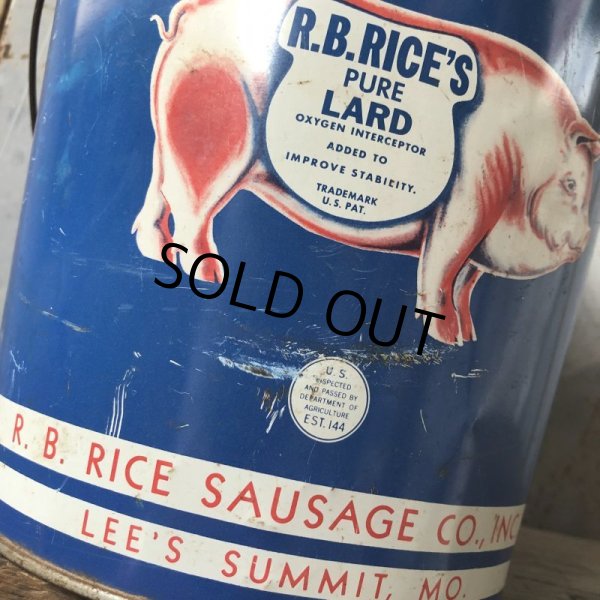 R.B.RICE'S
PURE
LARD
OXYGEN INTERCEPTOR
ADDED TO
IMPROVE STABILITY.
TRADEMARK
U.S. PAT.
SOLD OUT
U.S.
INSPECTED
AND PASSED BY
DEPARTMENT OF
AGRICULTURE
EST. 144
R. B. RICE SAUSAGE CO., INC
LEE'S SUMMIT, MO.